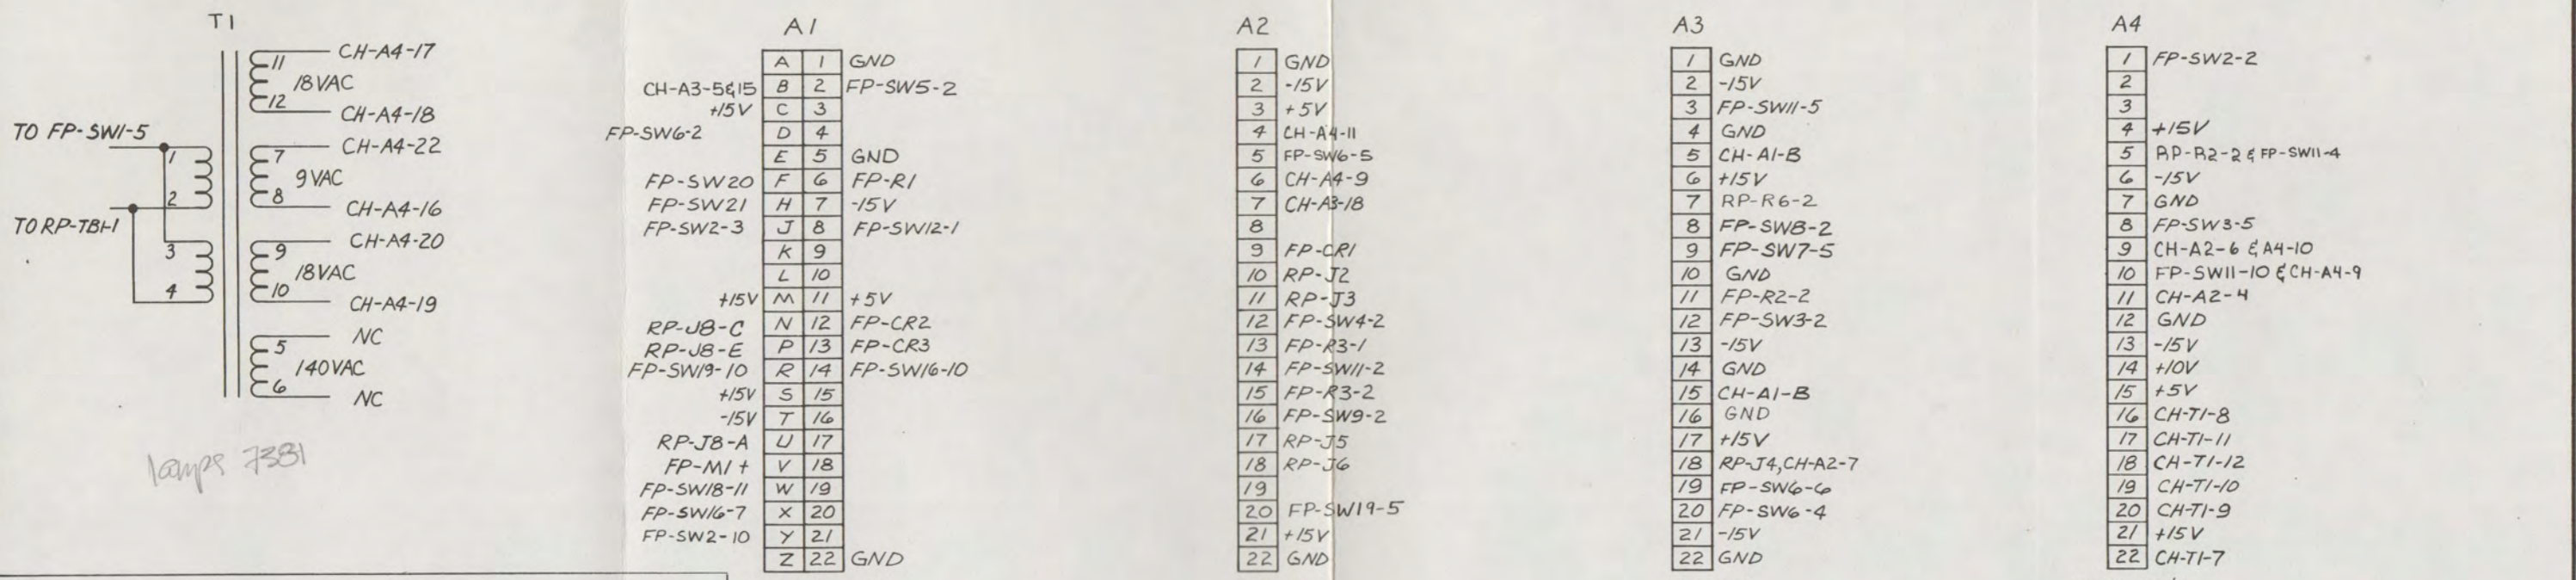 T1
11 CH-A4-17
18VAC
12 CH-A4-18
TO FP-SW1-5
1 7 CH-A4-22
9VAC
2 8 CH-A4-16
TO RP-TB1-1
3 9 CH-A4-20
18VAC
4 10 CH-A4-19
5 NC
140VAC
6 NC
lamps 7381
A1
A 1 GND
CH-A3-5&15 B 2 FP-SW5-2
+15V C 3
FP-SW6-2 D 4
E 5 GND
FP-SW20 F 6 FP-R1
FP-SW21 H 7 -15V
FP-SW2-3 J 8 FP-SW12-1
K 9
L 10
+15V M 11 +5V
RP-J8-C N 12 FP-CR2
RP-J8-E P 13 FP-CR3
FP-SW19-10 R 14 FP-SW16-10
+15V S 15
-15V T 16
RP-J8-A U 17
FP-M1+ V 18
FP-SW18-11 W 19
FP-SW16-7 X 20
FP-SW2-10 Y 21
Z 22 GND
A2
1 GND
2 -15V
3 +5V
4 CH-A4-11
5 FP-SW6-5
6 CH-A4-9
7 CH-A3-18
8
9 FP-CR1
10 RP-J2
11 RP-J3
12 FP-SW4-2
13 FP-R3-1
14 FP-SW11-2
15 FP-R3-2
16 FP-SW9-2
17 RP-J5
18 RP-J6
19
20 FP-SW19-5
21 +15V
22 GND
A3
1 GND
2 -15V
3 FP-SW11-5
4 GND
5 CH-A1-B
6 +15V
7 RP-R6-2
8 FP-SW8-2
9 FP-SW7-5
10 GND
11 FP-R2-2
12 FP-SW3-2
13 -15V
14 GND
15 CH-A1-B
16 GND
17 +15V
18 RP-J4,CH-A2-7
19 FP-SW6-6
20 FP-SW6-4
21 -15V
22 GND
A4
1 FP-SW2-2
2
3
4 +15V
5 RP-R2-2 & FP-SW11-4
6 -15V
7 GND
8 FP-SW3-5
9 CH-A2-6 & A4-10
10 FP-SW11-10 & CH-A4-9
11 CH-A2-4
12 GND
13 -15V
14 +10V
15 +5V
16 CH-T1-8
17 CH-T1-11
18 CH-T1-12
19 CH-T1-10
20 CH-T1-9
21 +15V
22 CH-T1-7